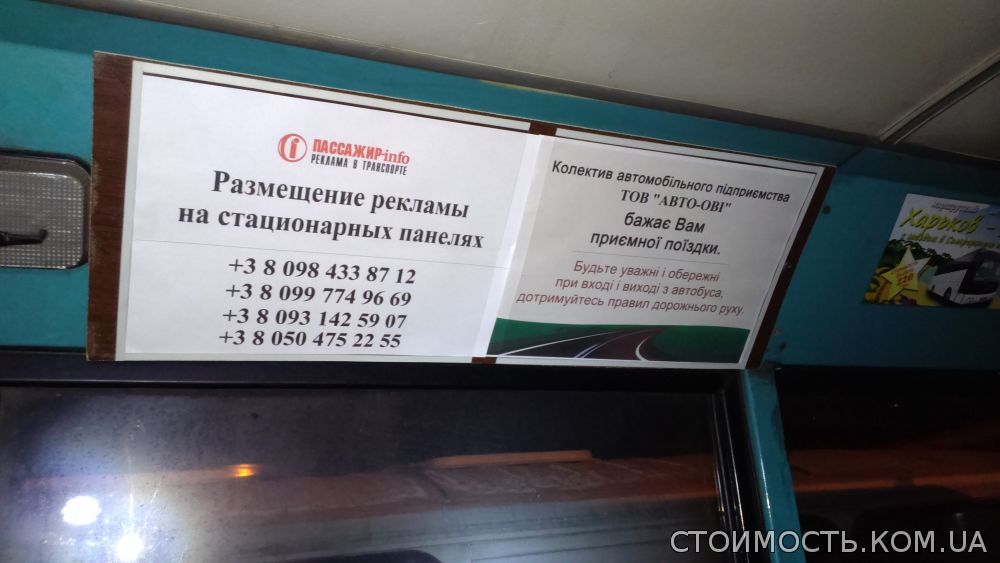 ПАССАЖИР-info
РЕКЛАМА В ТРАНСПОРТЕ
Размещение рекламы
на стационарных панелях
+3 8 098 433 87 12
+3 8 099 774 96 69
+3 8 093 142 59 07
+3 8 050 475 22 55
Колектив автомобільного підприємства
ТОВ "АВТО-ОВІ"
бажає Вам
приємної поїздки.
Будьте уважні і обережні
при вході і виході з автобуса,
дотримуйтесь правил дорожнього руху.
Харьков
СТОИМОСТЬ.KOM.UA